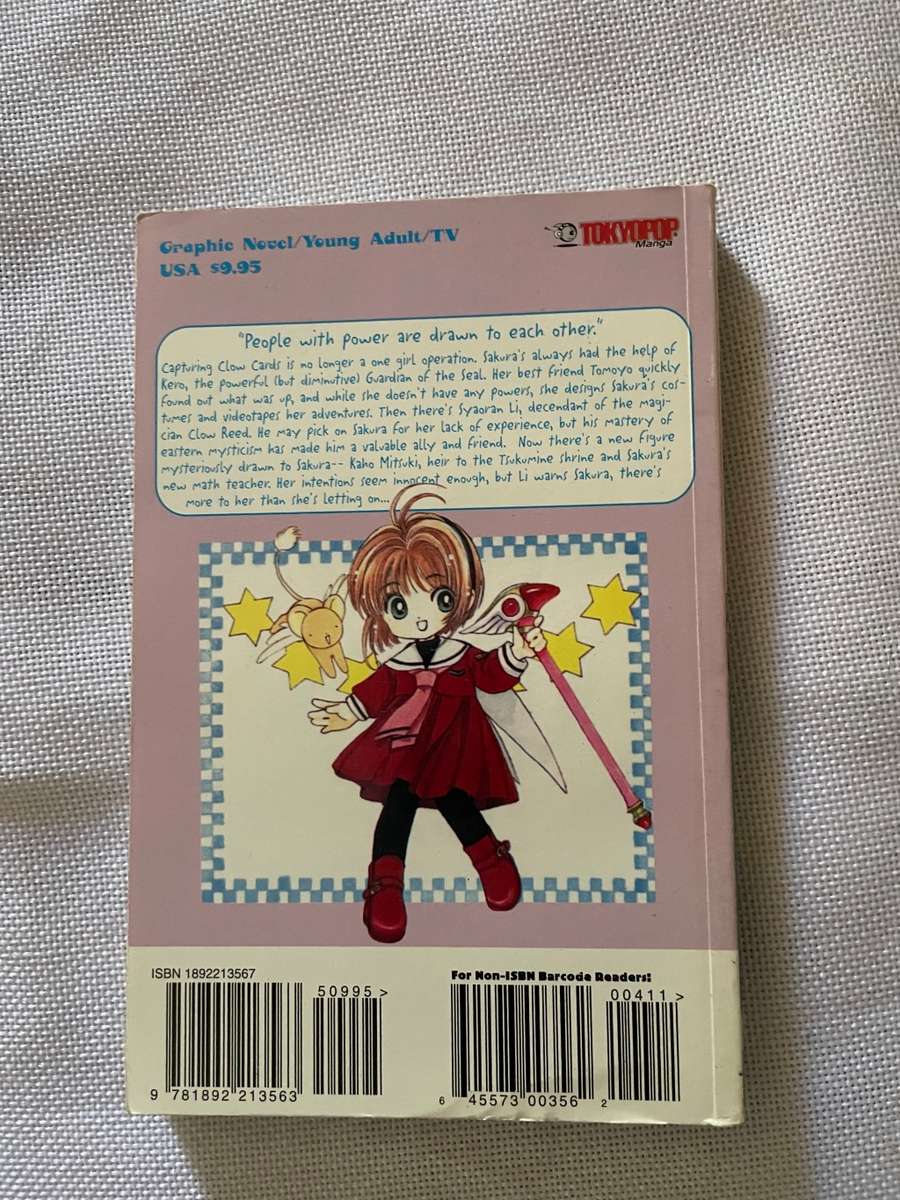 Graphic Novel/Young Adult/TV
USA $9.95
TOKYOPOP
Manga
"People with power are drawn to each other."
Capturing Clow Cards is no longer a one girl operation. Sakura's always had the help of
Kero, the powerful (but diminutive) Guardian of the Seal. Her best friend Tomoyo quickly
found out what was up, and while she doesn't have any powers, she designs Sakura's cos-
tumes and videotapes her adventures. Then there's Syaoran Li, decendant of the magi-
cian Clow Reed. He may pick on Sakura for her lack of experience, but his mastery of
eastern mysticism has made him a valuable ally and friend. Now there's a new figure
mysteriously drawn to Sakura-- Kaho Mitsuki, heir to the Tsukumine shrine and Sakura's
new math teacher. Her intentions seem innocent enough, but Li warns Sakura, there's
more to her than she's letting on...
ISBN 1892213567
50995 >
9 781892 213563
For Non-ISBN Barcode Readers:
00411 >
6 45573 00356 2